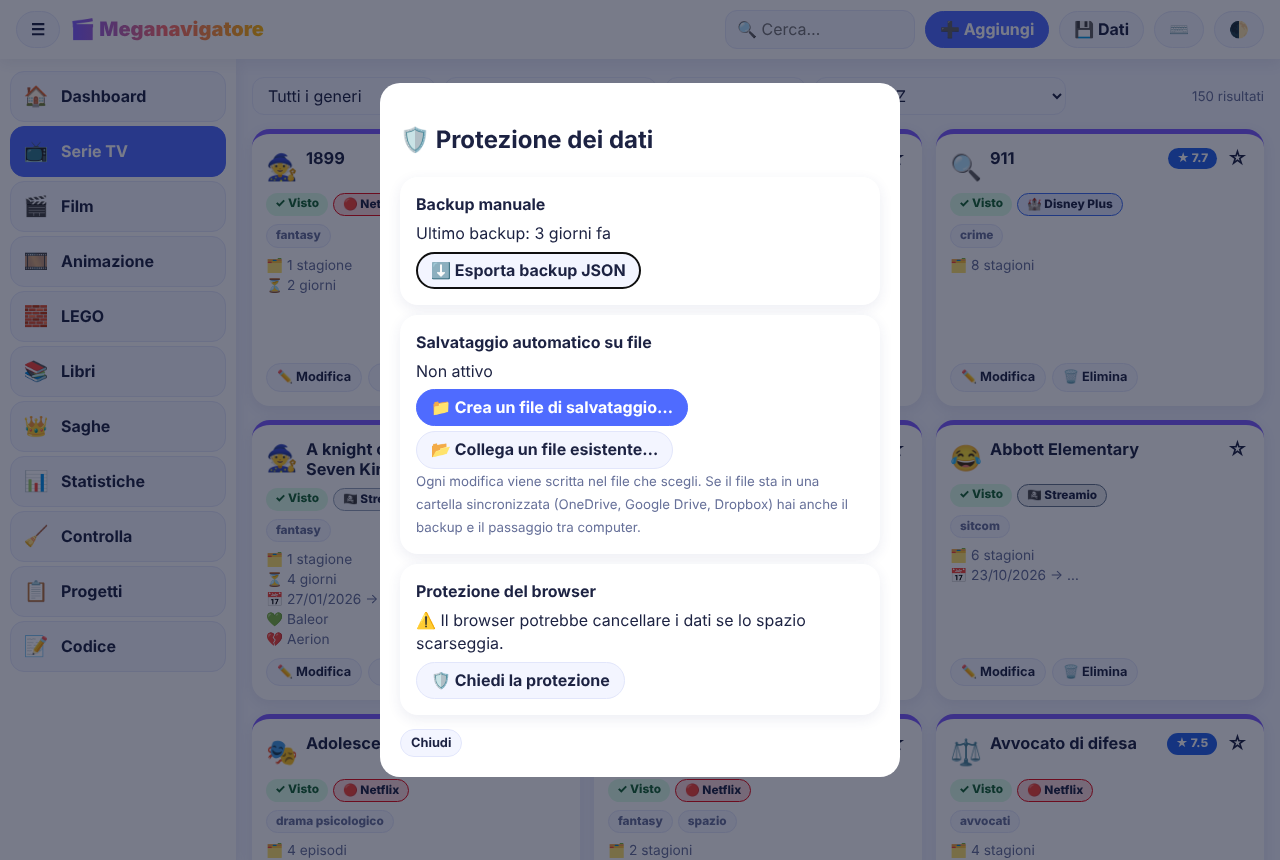 Meganavigatore
Cerca...
Aggiungi
Dati
Dashboard
Serie TV
Film
Animazione
LEGO
Libri
Saghe
Statistiche
Controlla
Progetti
Codice
Tutti i generi
Z
150 risultati
1899
✓ Visto
fantasy
1 stagione
2 giorni
Modifica
911
★ 7.7
✓ Visto
Disney Plus
crime
8 stagioni
Modifica
Elimina
✓ Visto
fantasy
1 stagione
4 giorni
27/01/2026 →
Baleor
Aerion
Modifica
Abbott Elementary
✓ Visto
Streamio
sitcom
6 stagioni
23/10/2026 → ...
Modifica
Elimina
✓ Visto
Netflix
drama psicologico
4 episodi
✓ Visto
Netflix
fantasy
spazio
2 stagioni
Avvocato di difesa
★ 7.5
✓ Visto
Netflix
avvocati
4 stagioni
Protezione dei dati
Backup manuale
Ultimo backup: 3 giorni fa
Esporta backup JSON
Salvataggio automatico su file
Non attivo
Crea un file di salvataggio...
Collega un file esistente...
Ogni modifica viene scritta nel file che scegli. Se il file sta in una
cartella sincronizzata (OneDrive, Google Drive, Dropbox) hai anche il
backup e il passaggio tra computer.
Protezione del browser
Il browser potrebbe cancellare i dati se lo spazio
scarseggia.
Chiedi la protezione
Chiudi